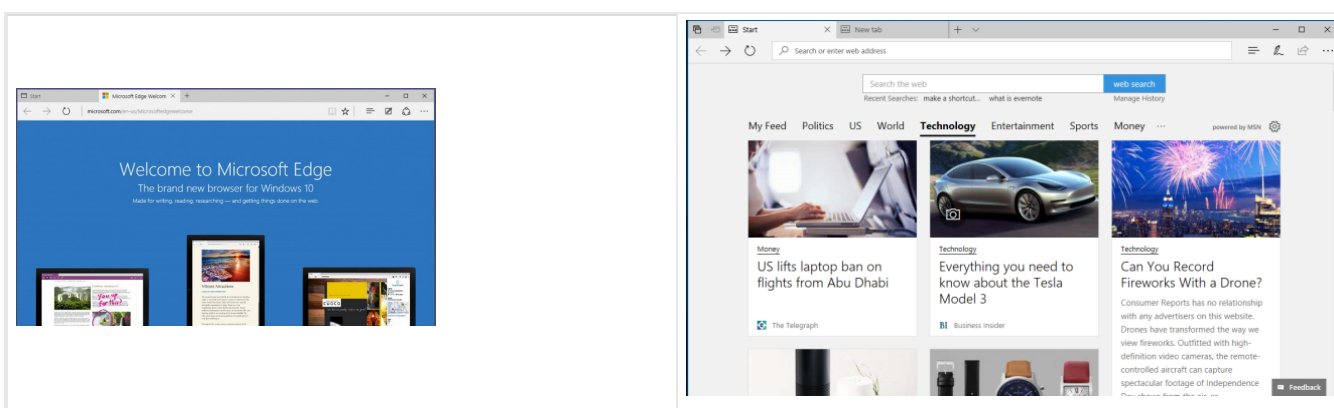 Start
Microsoft Edge Welcom
microsoft.com/en-us/Microsoftedgewelcome
Welcome to Microsoft Edge
The brand new browser for Windows 10
Made for writing, reading, researching — and getting things done on the web.
Start
New tab
Search or enter web address
Search the web
web search
Recent Searches: make a shortcut... what is evernote
Manage History
My Feed Politics US World Technology Entertainment Sports Money ...
powered by MSN
Money
US lifts laptop ban on
flights from Abu Dhabi
The Telegraph
Technology
Everything you need to
know about the Tesla
Model 3
BI Business Insider
Technology
Can You Record
Fireworks With a Drone?
Consumer Reports has no relationship
with any advertisers on this website.
Drones have transformed the way we
view fireworks. Outfitted with high-
definition video cameras, the remote-
controlled aircraft can capture
spectacular footage of Independence
Feedback